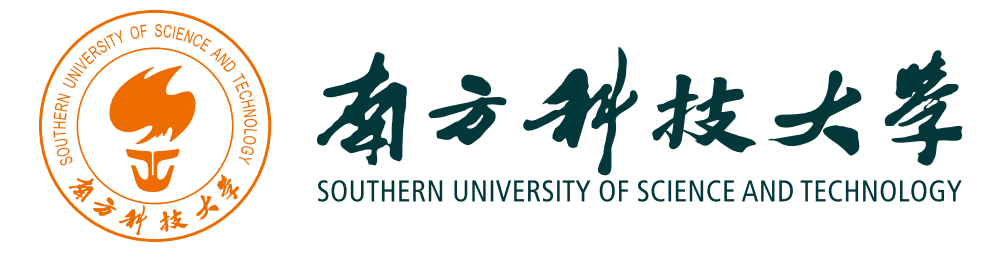 SOUTHERN UNIVERSITY OF SCIENCE AND TECHNOLOGY
南方科技大学
南方科技大学
SOUTHERN UNIVERSITY OF SCIENCE AND TECHNOLOGY